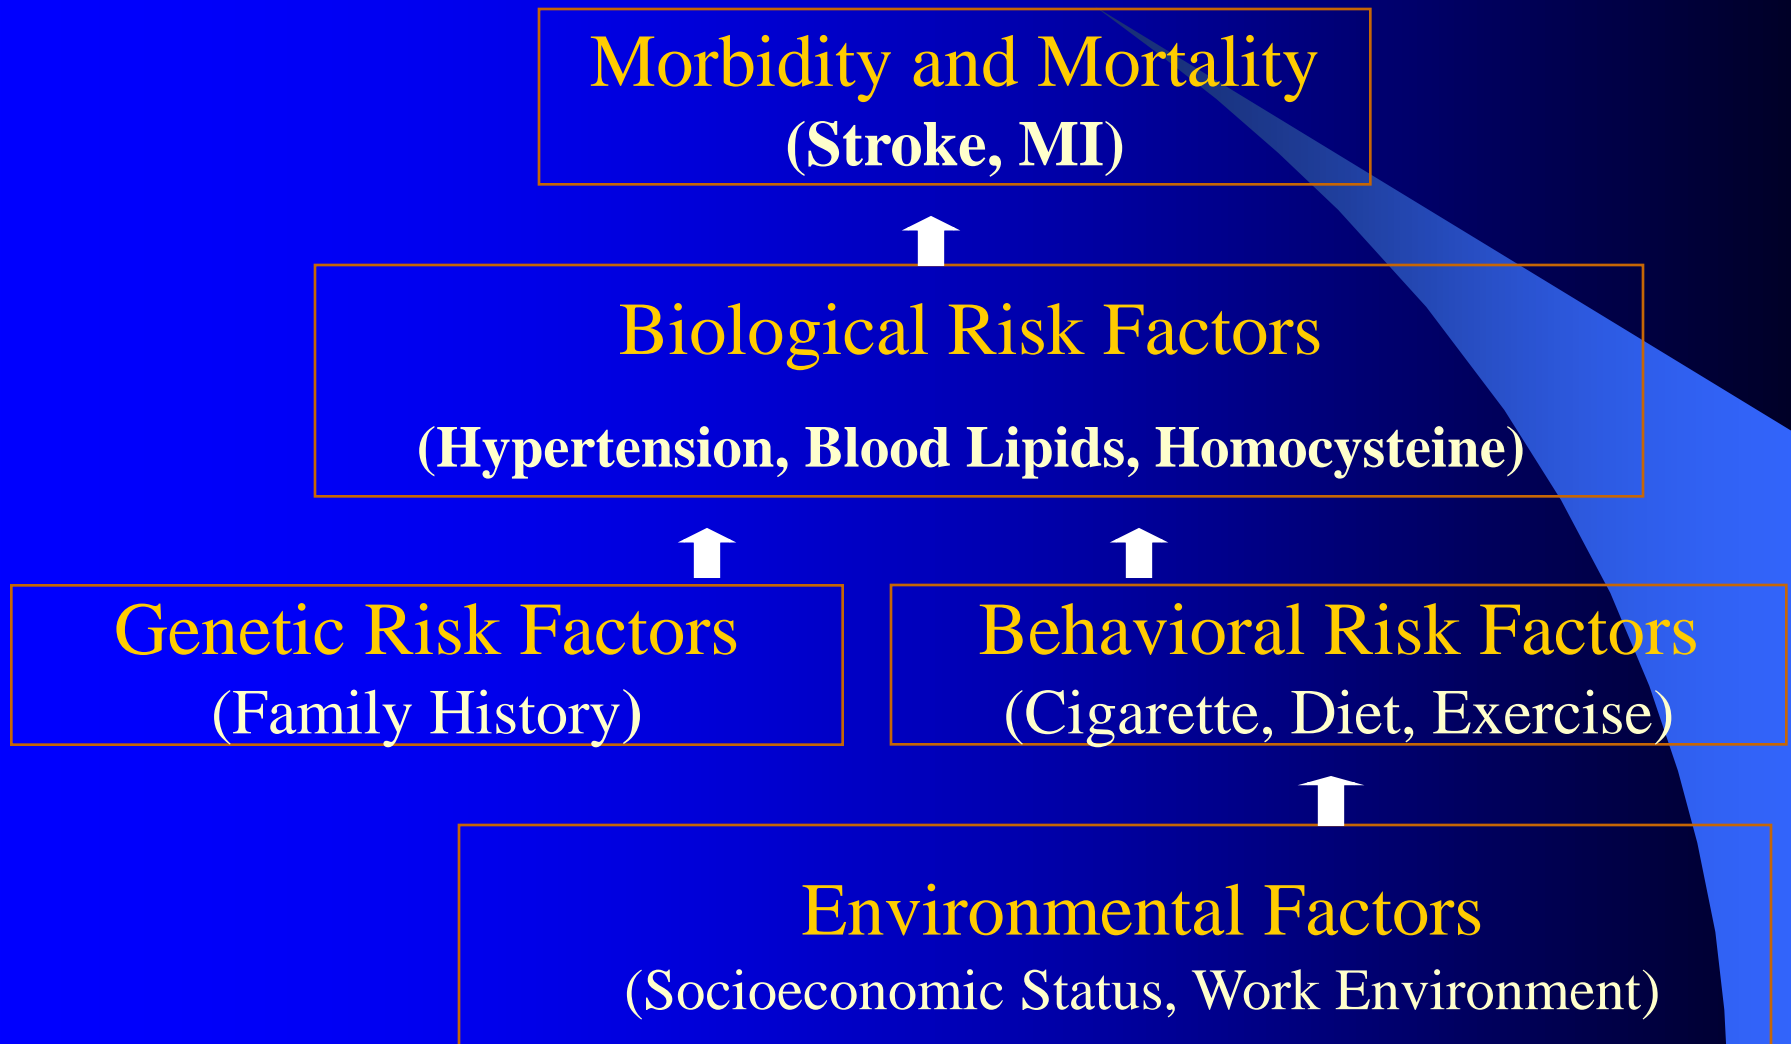 Morbidity and Mortality
(Stroke, MI)
Biological Risk Factors
(Hypertension, Blood Lipids, Homocysteine)
Genetic Risk Factors
(Family History)
Behavioral Risk Factors
(Cigarette, Diet, Exercise)
Environmental Factors
(Socioeconomic Status, Work Environment)